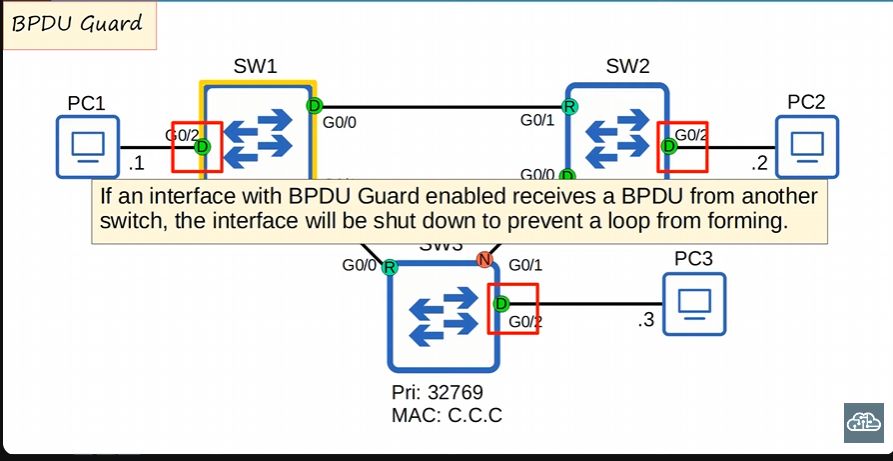 BPDU Guard
SW1
SW2
PC1
PC2
G0/2
D
D
G0/0
G0/1
R
D
G0/2
.1
.2
G0/0
D
If an interface with BPDU Guard enabled receives a BPDU from another
switch, the interface will be shut down to prevent a loop from forming.
SW3
G0/0
R
N
G0/1
PC3
D
G0/2
.3
Pri: 32769
MAC: C.C.C